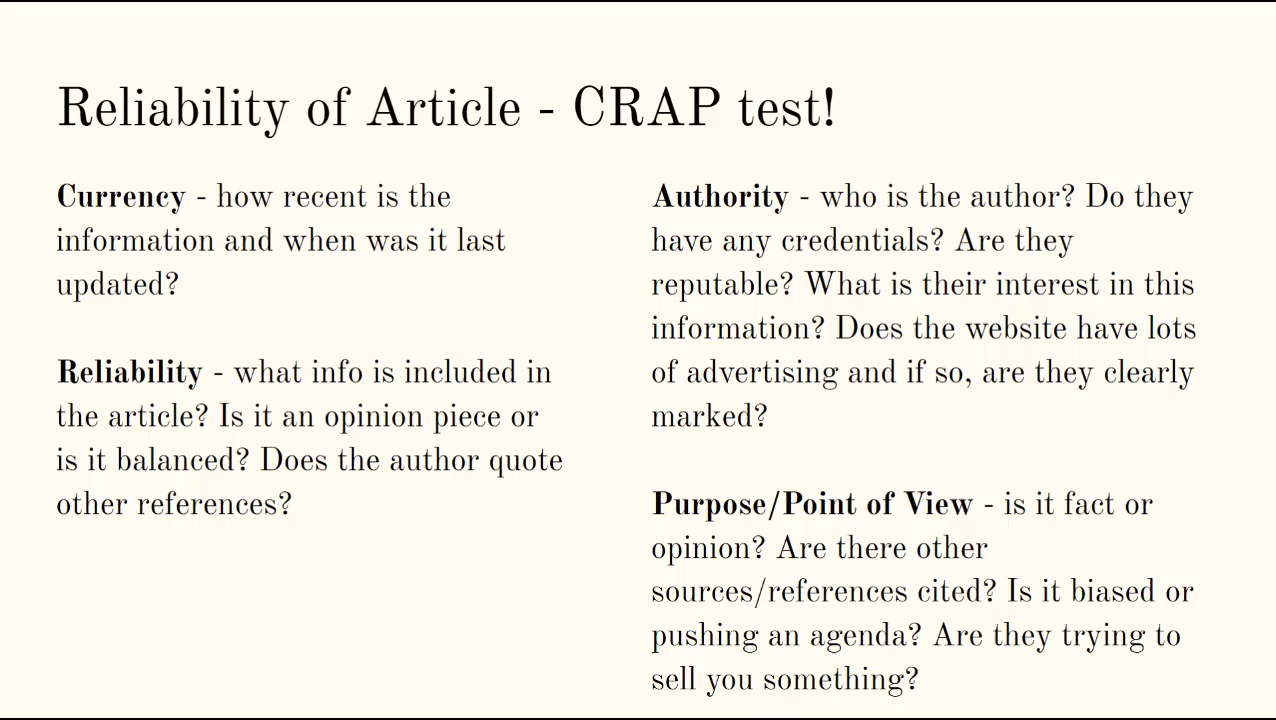 Reliability of Article - CRAP test!
Currency - how recent is the
information and when was it last
updated?
Reliability - what info is included in
the article? Is it an opinion piece or
is it balanced? Does the author quote
other references?
Authority - who is the author? Do they
have any credentials? Are they
reputable? What is their interest in this
information? Does the website have lots
of advertising and if so, are they clearly
marked?
Purpose/Point of View - is it fact or
opinion? Are there other
sources/references cited? Is it biased or
pushing an agenda? Are they trying to
sell you something?